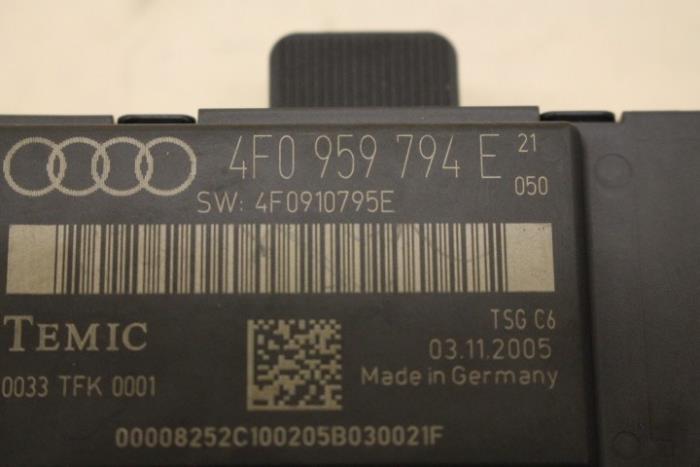 4F0 959 794 E 21
050
SW: 4F0910795E
TEMIC
TSG C6
03.11.2005
0033 TFK 0001
Made in Germany
00008252C100205B030021F